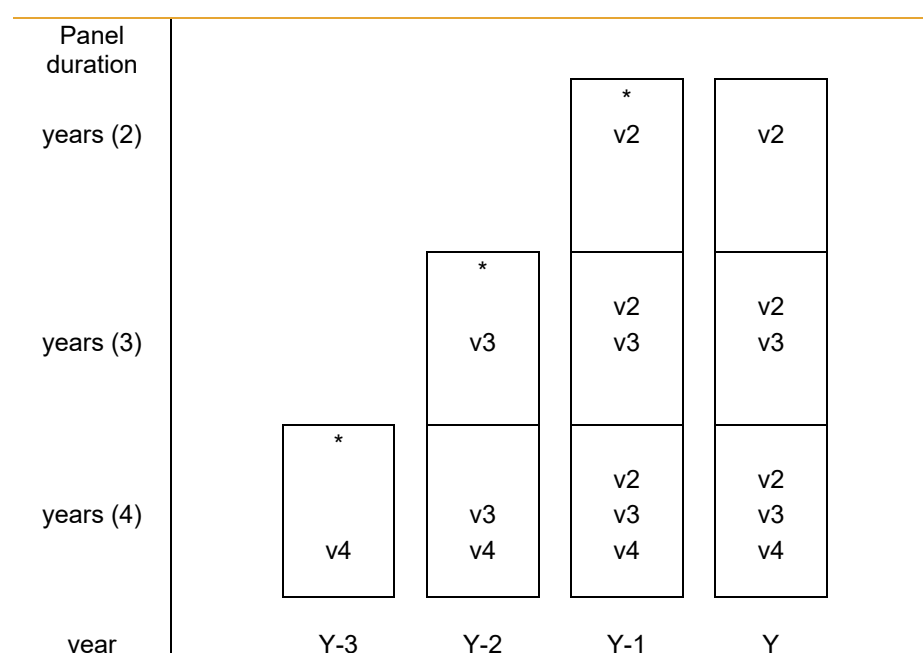 Panel
duration
*
years (2) v2 v2
*
v2 v2
years (3) v3 v3 v3
*
v2 v2
years (4) v3 v3 v3
v4 v4 v4 v4
year Y-3 Y-2 Y-1 Y